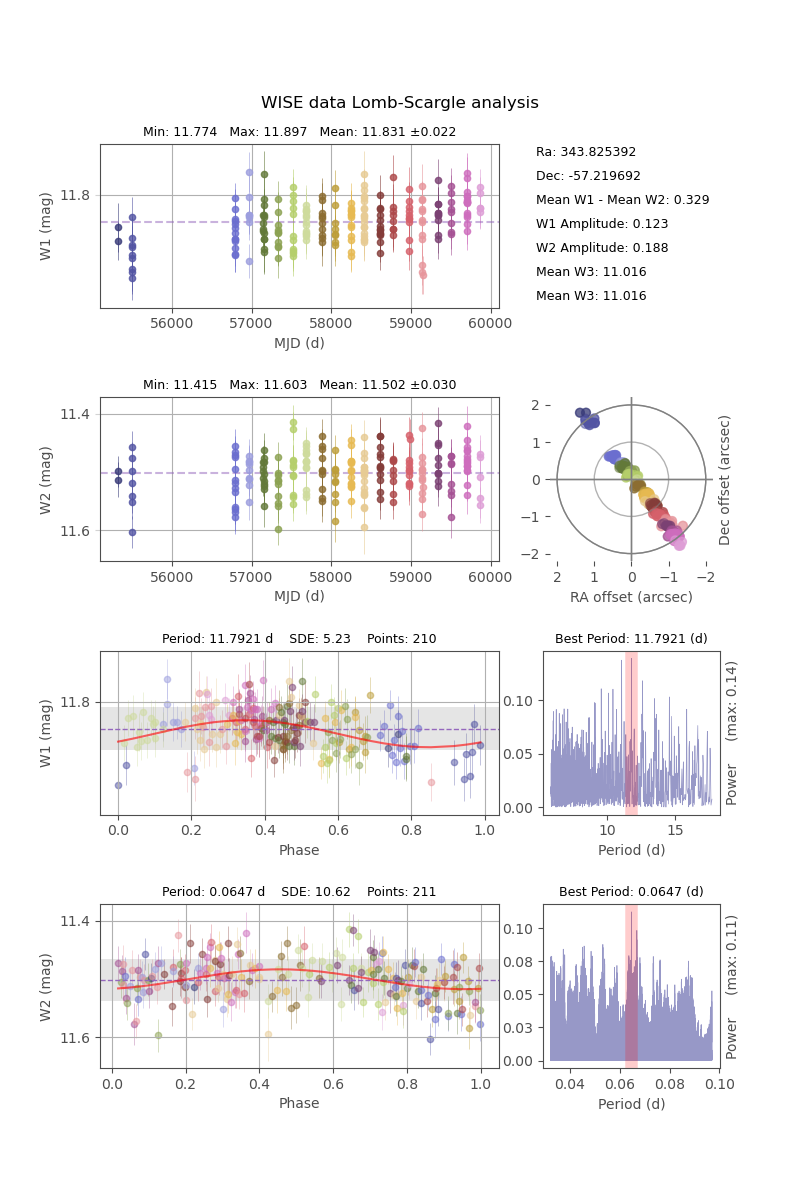 WISE data Lomb-Scargle analysis
Min: 11.774 Max: 11.897 Mean: 11.831 ±0.022
W1 (mag)
11.8
56000 57000 58000 59000 60000
MJD (d)
Ra: 343.825392
Dec: -57.219692
Mean W1 - Mean W2: 0.329
W1 Amplitude: 0.123
W2 Amplitude: 0.188
Mean W3: 11.016
Mean W3: 11.016
Min: 11.415 Max: 11.603 Mean: 11.502 ±0.030
W2 (mag)
11.4
11.6
56000 57000 58000 59000 60000
MJD (d)
2
1
0
−1
−2
2 1 0 −1 −2
RA offset (arcsec)
Dec offset (arcsec)
Period: 11.7921 d SDE: 5.23 Points: 210
W1 (mag)
11.8
0.0 0.2 0.4 0.6 0.8 1.0
Phase
Best Period: 11.7921 (d)
0.10
0.05
0.00
10 15
Period (d)
Power (max: 0.14)
Period: 0.0647 d SDE: 10.62 Points: 211
W2 (mag)
11.4
11.6
0.0 0.2 0.4 0.6 0.8 1.0
Phase
Best Period: 0.0647 (d)
0.10
0.08
0.05
0.03
0.00
0.04 0.06 0.08 0.10
Period (d)
Power (max: 0.11)